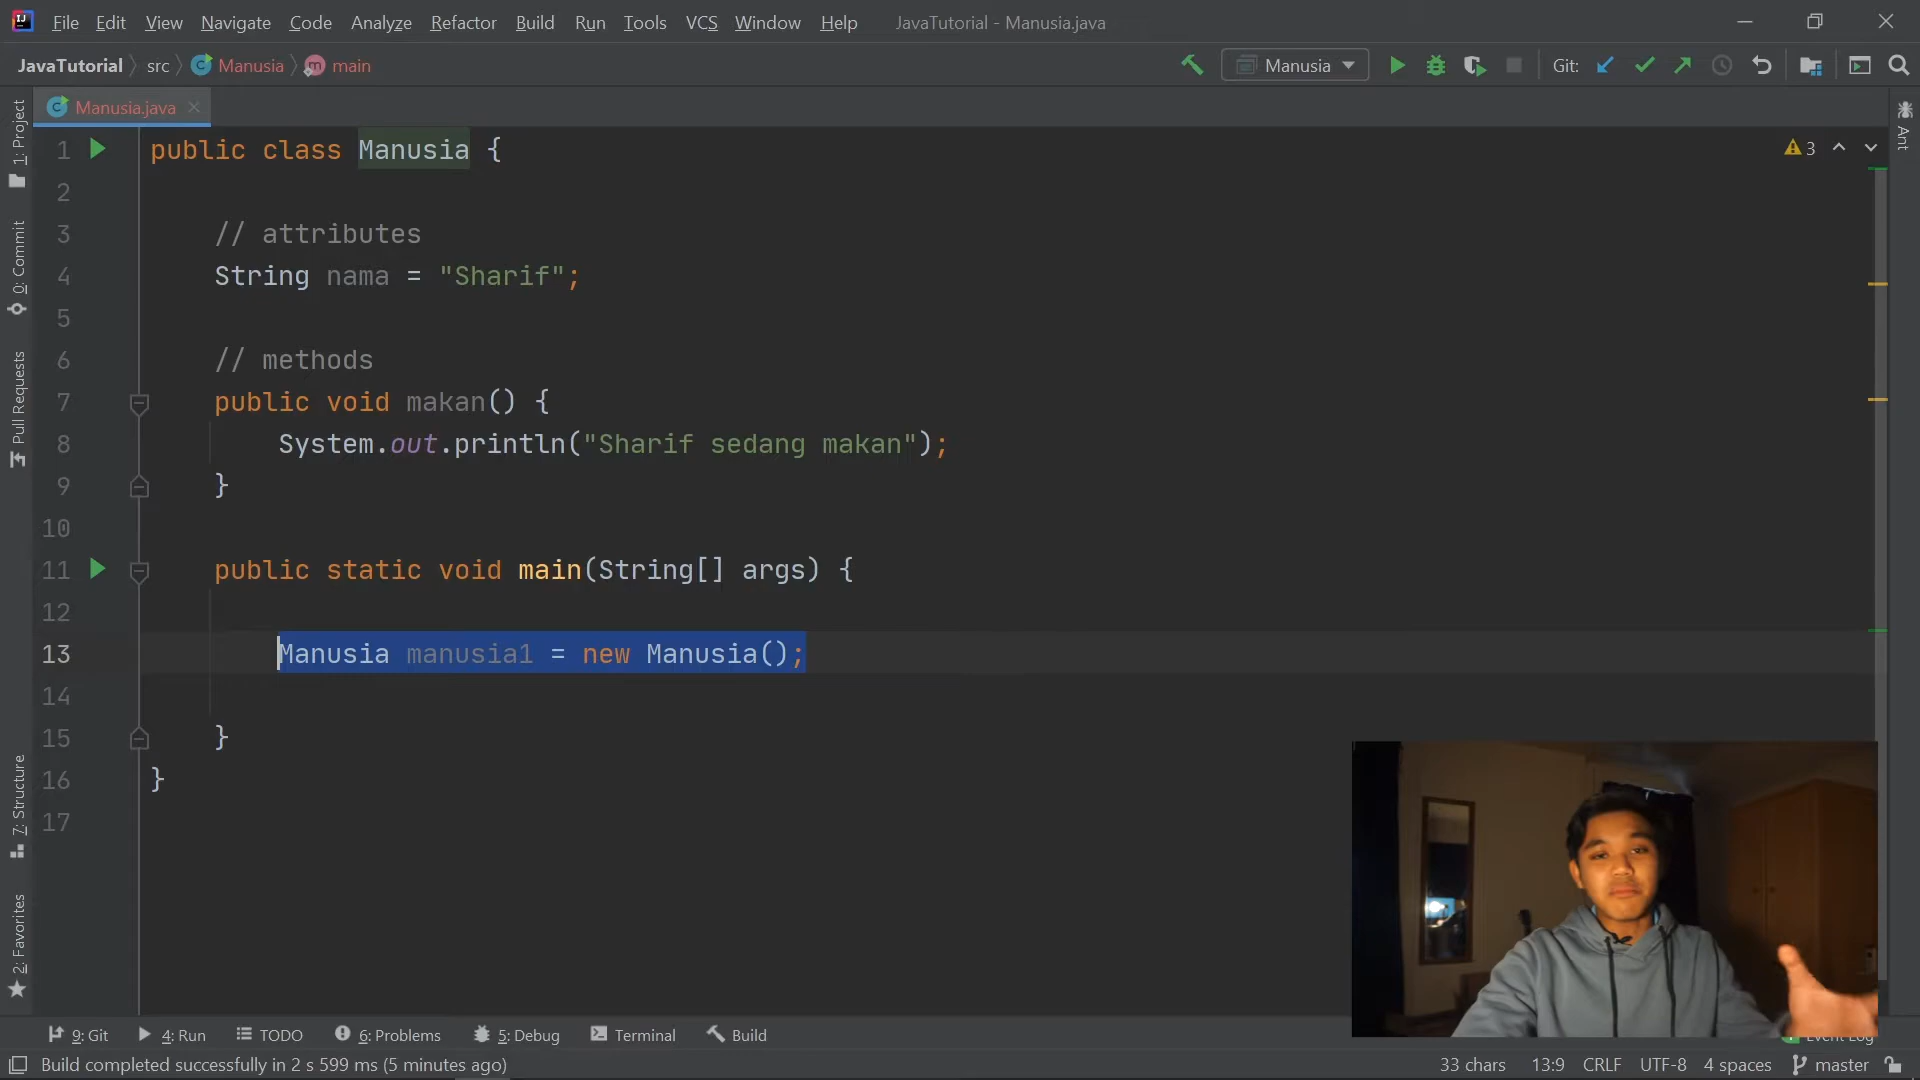 File Edit View Navigate Code Analyze Refactor Build Run Tools VCS Window Help JavaTutorial - Manusia.java
JavaTutorial src Manusia main Manusia Git:
Manusia.java
1: Project
0: Commit
Pull Requests
7: Structure
2: Favorites
Ant
3
1 public class Manusia {
2
3 // attributes
4 String nama = "Sharif";
5
6 // methods
7 public void makan() {
8 System.out.println("Sharif sedang makan");
9 }
10
11 public static void main(String[] args) {
12
13 Manusia manusia1 = new Manusia();
14
15 }
16 }
17
9: Git 4: Run TODO 6: Problems 5: Debug Terminal Build Event Log
Build completed successfully in 2 s 599 ms (5 minutes ago) 33 chars 13:9 CRLF UTF-8 4 spaces master